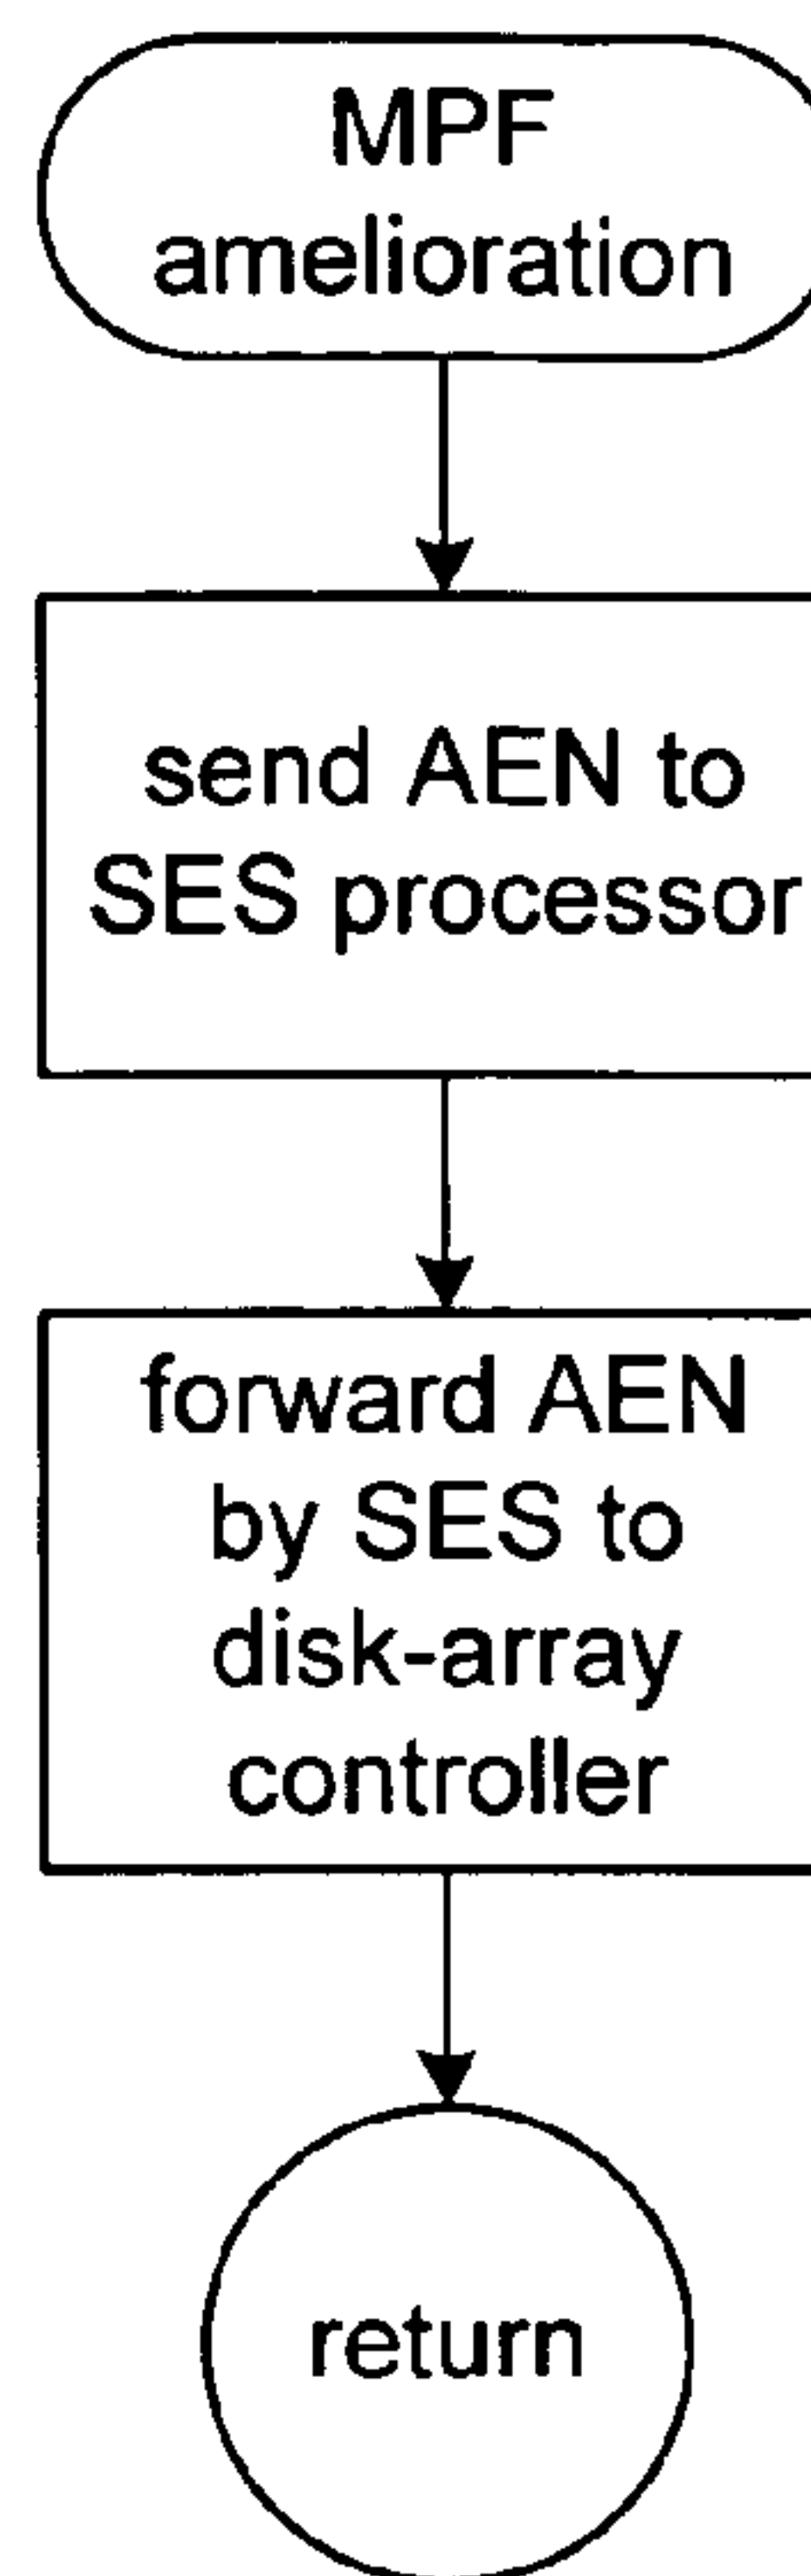 MPF
amelioration
send AEN to
SES processor
forward AEN
by SES to
disk-array
controller
return